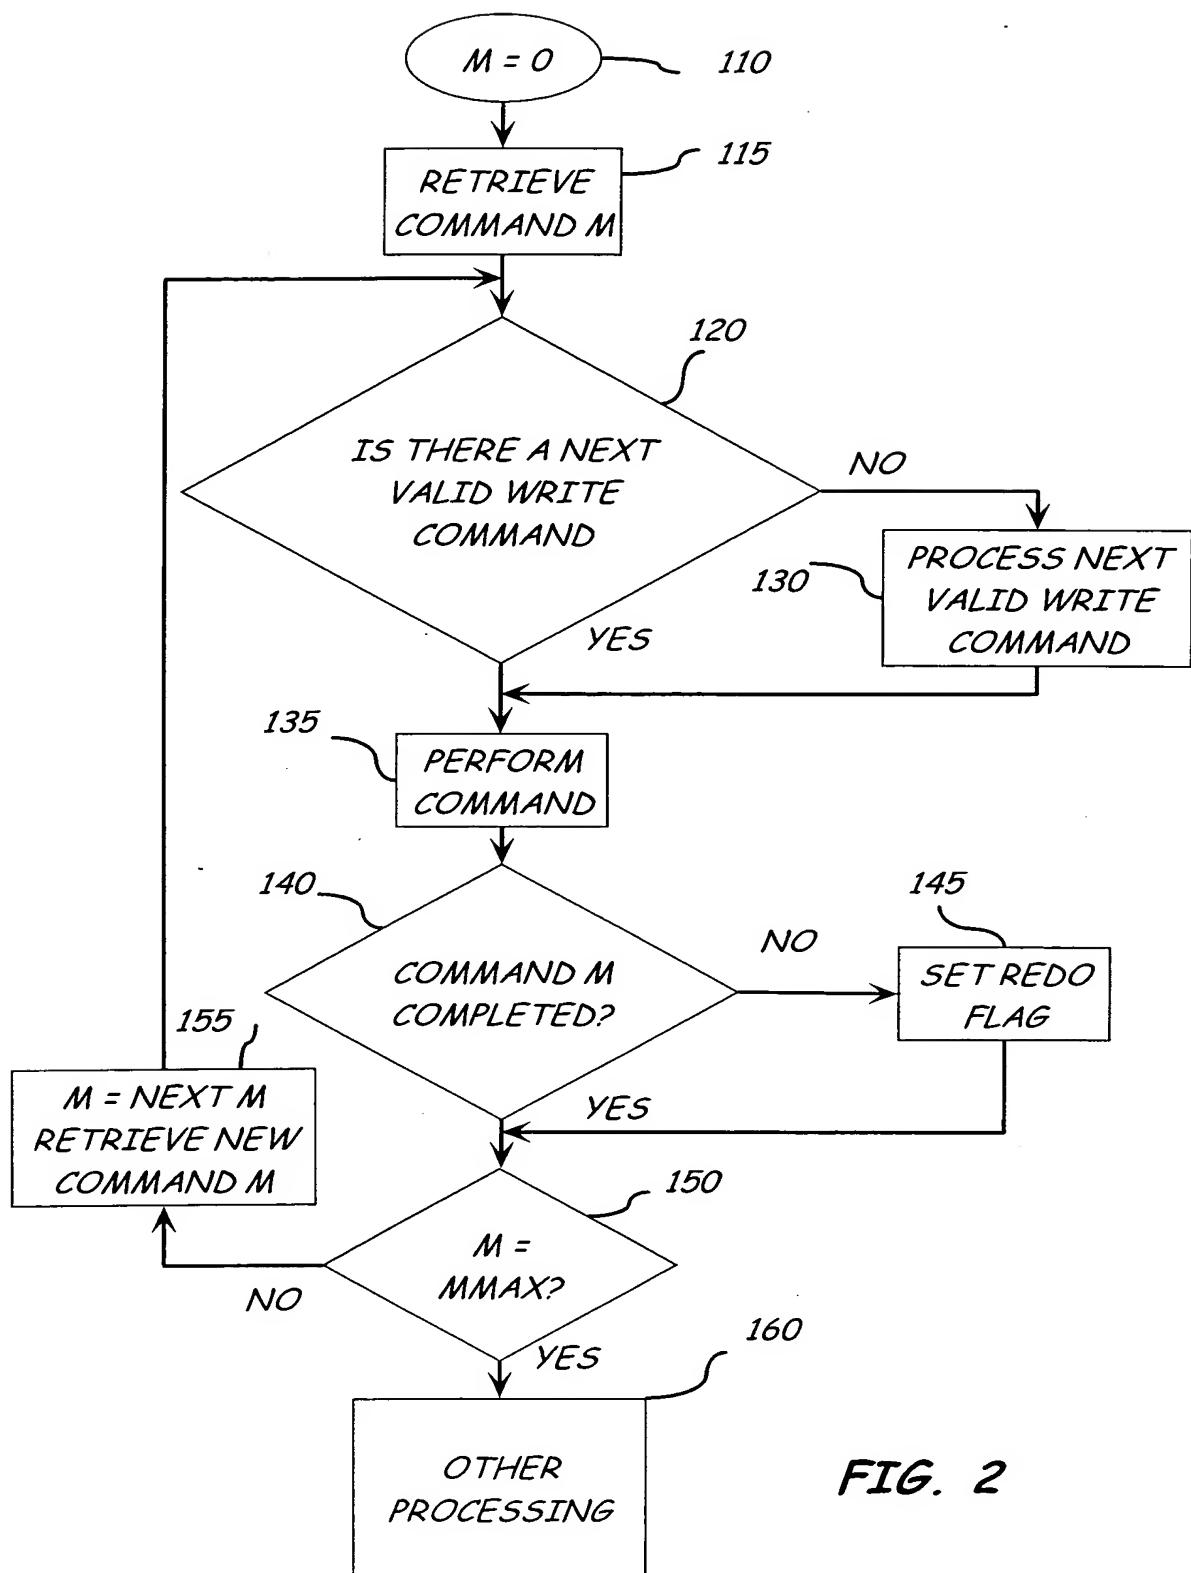 M = 0
110
RETRIEVE
COMMAND M
115
120
IS THERE A NEXT
VALID WRITE
COMMAND
NO
PROCESS NEXT
VALID WRITE
COMMAND
130
YES
135
PERFORM
COMMAND
140
COMMAND M
COMPLETED?
NO
145
SET REDO
FLAG
155
M = NEXT M
RETRIEVE NEW
COMMAND M
YES
150
M =
MMAX?
NO
YES
160
OTHER
PROCESSING
FIG. 2